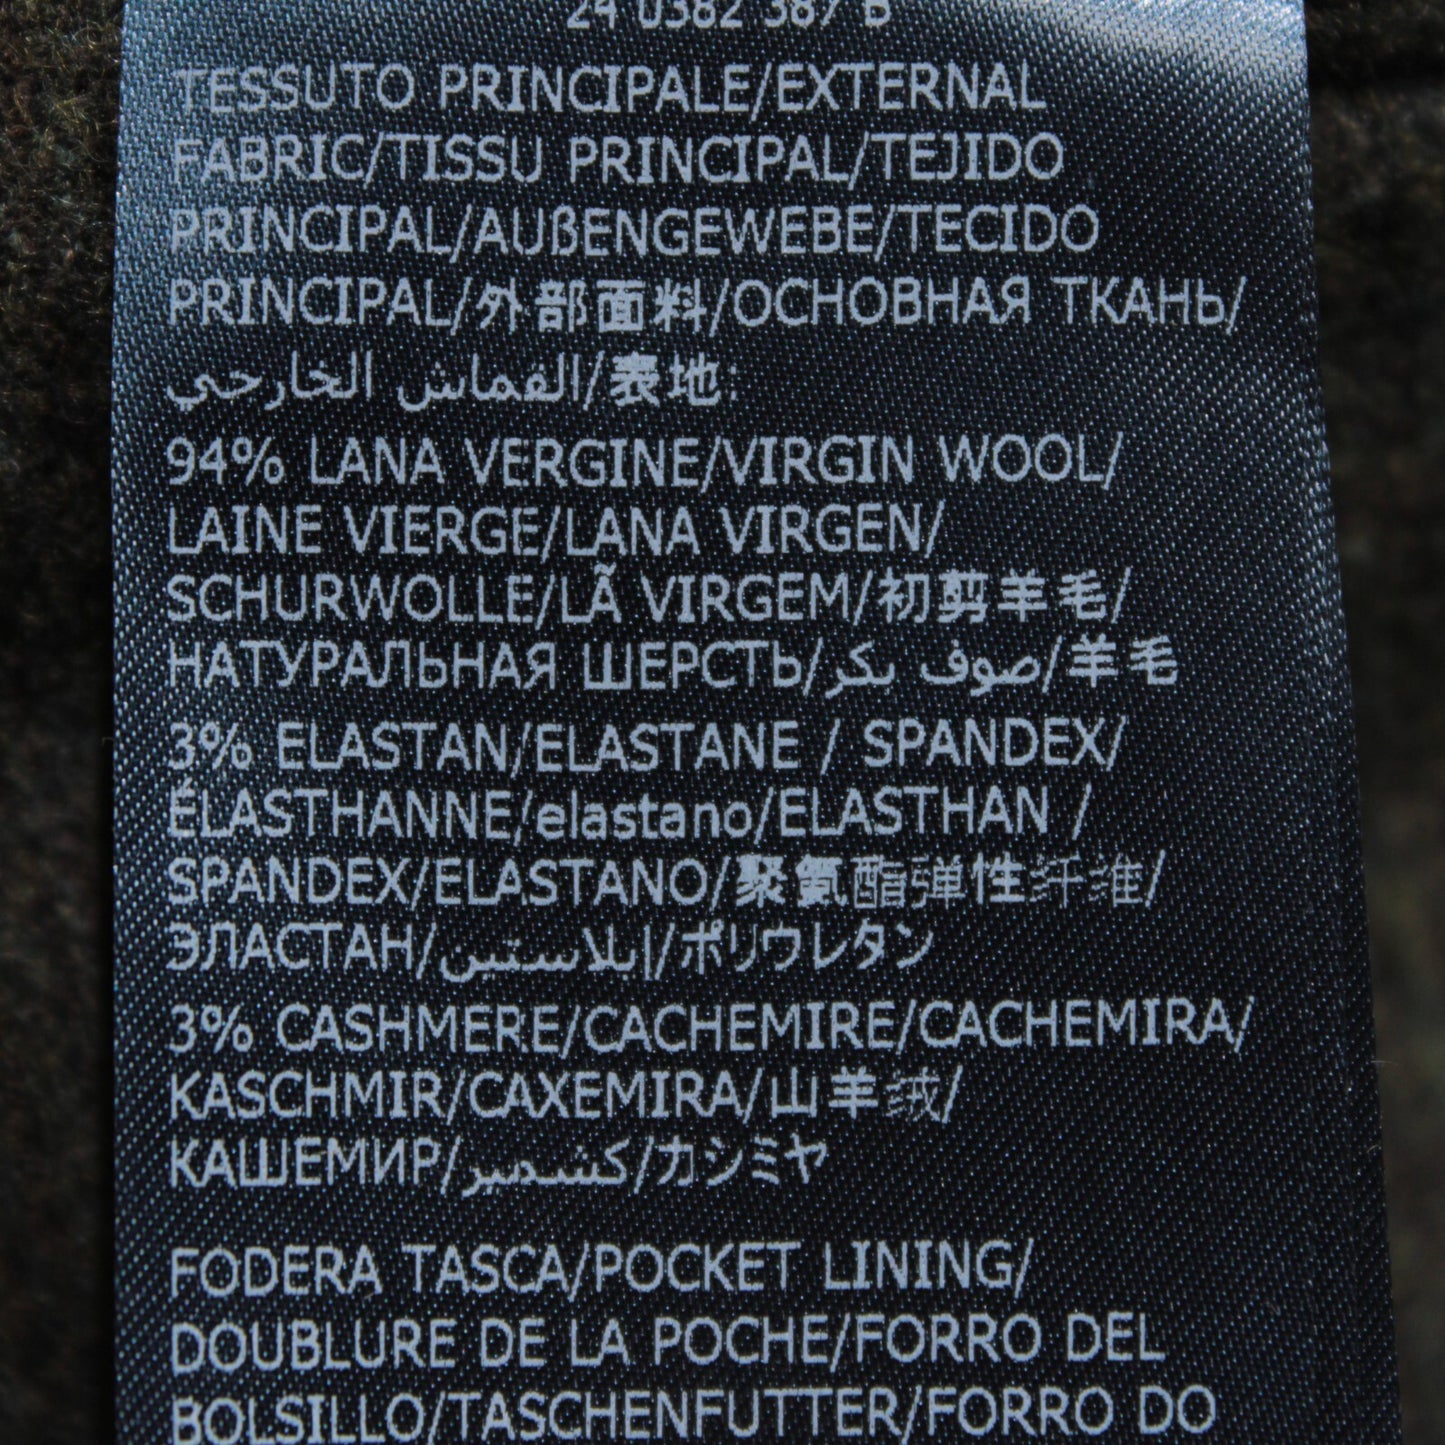 24 0382 387 B
TESSUTO PRINCIPALE/EXTERNAL
FABRIC/TISSU PRINCIPAL/TEJIDO
PRINCIPAL/AUßENGEWEBE/TECIDO
PRINCIPAL/外部面料/ОСНОВНАЯ ТКАНЬ/
القماش الخارجي/表地:
94% LANA VERGINE/VIRGIN WOOL/
LAINE VIERGE/LANA VIRGEN/
SCHURWOLLE/LÃ VIRGEM/初剪羊毛/
НАТУРАЛЬНАЯ ШЕРСТЬ/صوف بكر/羊毛
3% ELASTAN/ELASTANE / SPANDEX/
ÉLASTHANNE/elastano/ELASTHAN /
SPANDEX/ELASTANO/聚氨酯弹性纤维/
ЭЛАСТАН/إيلاستين/ポリウレタン
3% CASHMERE/CACHEMIRE/CACHEMIRA/
KASCHMIR/CAXEMIRA/山羊绒/
КАШЕМИР/كشمير/カシミヤ
FODERA TASCA/POCKET LINING/
DOUBLURE DE LA POCHE/FORRO DEL
BOLSILLO/TASCHENFUTTER/FORRO DO